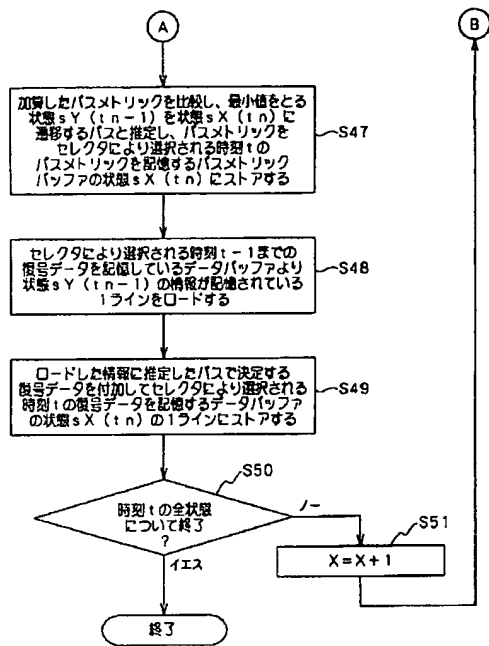 A
B
加算したパスメトリックを比較し、最小値をとる
状態sY(tn-1)を状態sX(tn)に
遷移するパスと推定し、パスメトリックを
セレクタにより選択される時刻tの
パスメトリックを記憶するパスメトリック
バッファの状態sX(tn)にストアする
S47
セレクタにより選択される時刻t-1までの
復号データを記憶しているデータバッファより
状態sY(tn-1)の情報が記憶されている
1ラインをロードする
S48
ロードした情報に推定したパスで決定する
復号データを付加してセレクタにより選択される
時刻tの復号データを記憶するデータバッファ
の状態sX(tn)の1ラインにストアする
S49
S50
時刻tの全状態
について終了
?
ノー
S51
X=X+1
イエス
終了